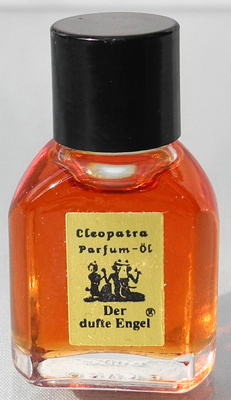 Cleopatra
Parfum-Öl
Der
dufte Engel ®